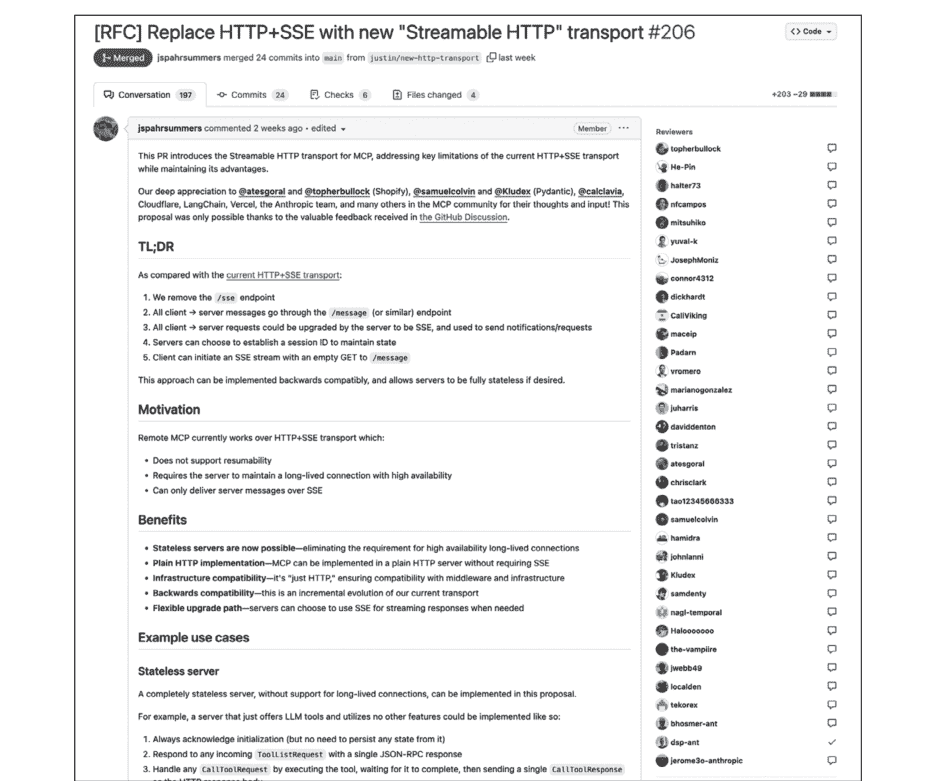 [RFC] Replace HTTP+SSE with new "Streamable HTTP" transport #206
<> Code
Merged jspahrsummers merged 24 commits into main from justin/new-http-transport last week
Conversation 197 Commits 24 Checks 6 Files changed 4
+203 −29
jspahrsummers commented 2 weeks ago • edited
Member ...
This PR introduces the Streamable HTTP transport for MCP, addressing key limitations of the current HTTP+SSE transport
while maintaining its advantages.
Our deep appreciation to @atesgoral and @topherbullock (Shopify), @samuelcolvin and @Kludex (Pydantic), @calclavia,
Cloudflare, LangChain, Vercel, the Anthropic team, and many others in the MCP community for their thoughts and input! This
proposal was only possible thanks to the valuable feedback received in the GitHub Discussion.
TL;DR
As compared with the current HTTP+SSE transport:
1. We remove the /sse endpoint
2. All client → server messages go through the /message (or similar) endpoint
3. All client → server requests could be upgraded by the server to be SSE, and used to send notifications/requests
4. Servers can choose to establish a session ID to maintain state
5. Client can initiate an SSE stream with an empty GET to /message
This approach can be implemented backwards compatibly, and allows servers to be fully stateless if desired.
Motivation
Remote MCP currently works over HTTP+SSE transport which:
• Does not support resumability
• Requires the server to maintain a long-lived connection with high availability
• Can only deliver server messages over SSE
Benefits
• Stateless servers are now possible—eliminating the requirement for high availability long-lived connections
• Plain HTTP implementation—MCP can be implemented in a plain HTTP server without requiring SSE
• Infrastructure compatibility—it's "just HTTP," ensuring compatibility with middleware and infrastructure
• Backwards compatibility—this is an incremental evolution of our current transport
• Flexible upgrade path—servers can choose to use SSE for streaming responses when needed
Example use cases
Stateless server
A completely stateless server, without support for long-lived connections, can be implemented in this proposal.
For example, a server that just offers LLM tools and utilizes no other features could be implemented like so:
1. Always acknowledge initialization (but no need to persist any state from it)
2. Respond to any incoming ToolListRequest with a single JSON-RPC response
3. Handle any CallToolRequest by executing the tool, waiting for it to complete, then sending a single CallToolResponse
Reviewers
topherbullock
He-Pin
halter73
nfcampos
mitsuhiko
yuval-k
JosephMoniz
connor4312
dickhardt
CaliViking
maceip
Padarn
vromero
marianogonzalez
juharris
daviddenton
tristanz
atesgoral
chrisclark
tao12345666333
samuelcolvin
hamidra
johnlanni
Kludex
samdenty
nagl-temporal
Halooooooo
the-vampiire
jwebb49
localden
tekorex
bhosmer-ant
dsp-ant
jerome3o-anthropic